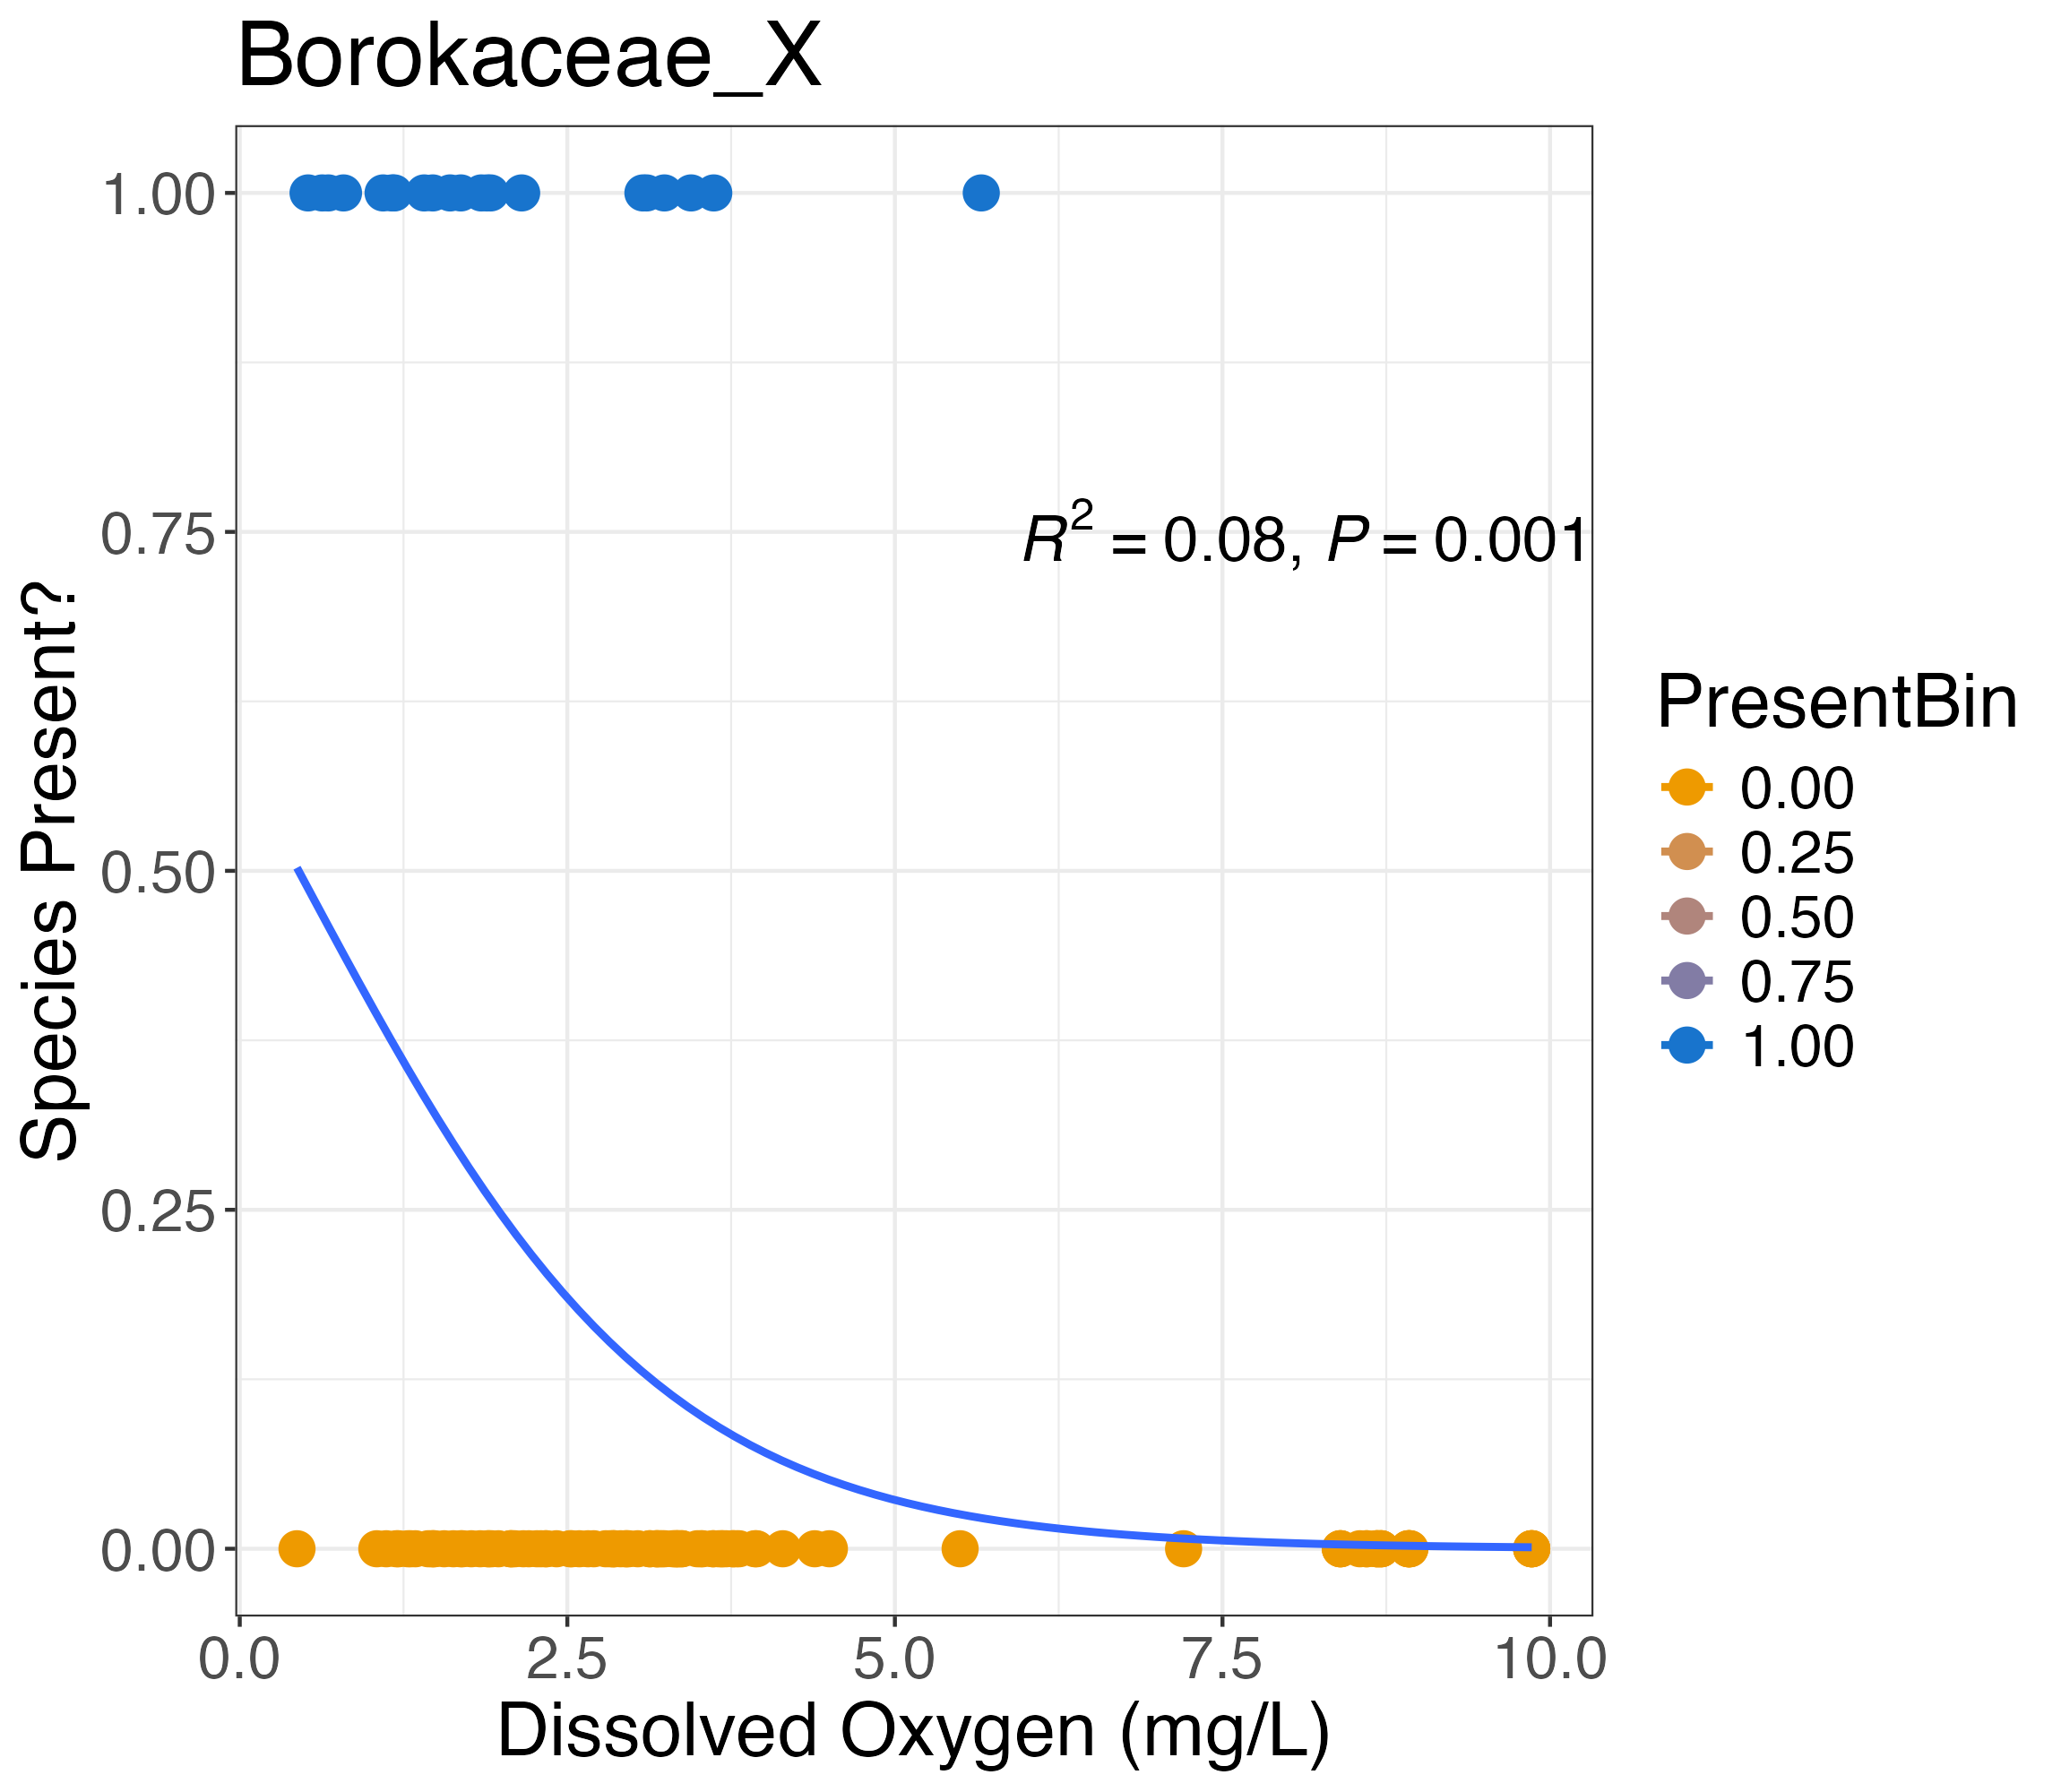 Borokaceae_X
1.00
0.75
0.50
0.25
0.00
Species Present?
R² = 0.08, P = 0.001
0.0 2.5 5.0 7.5 10.0
Dissolved Oxygen (mg/L)
PresentBin
0.00
0.25
0.50
0.75
1.00